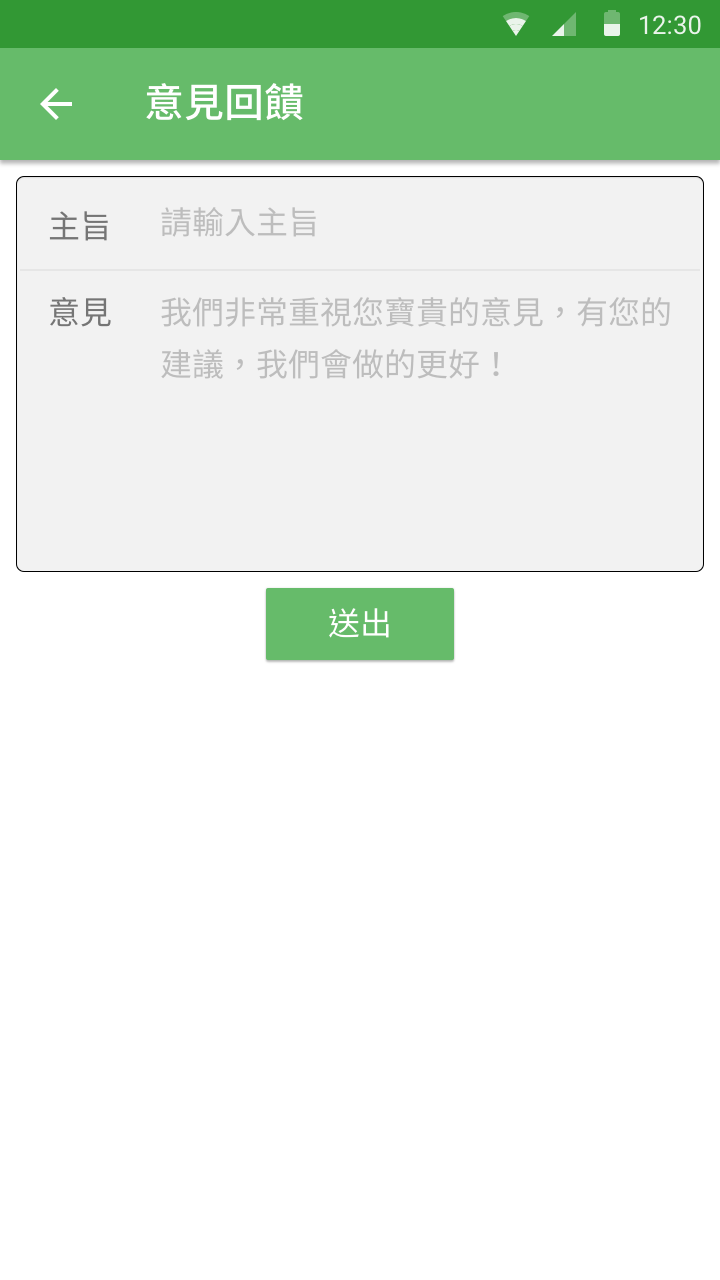 12:30
意見回饋
主旨 請輸入主旨
意見 我們非常重視您寶貴的意見，有您的
建議，我們會做的更好！
送出